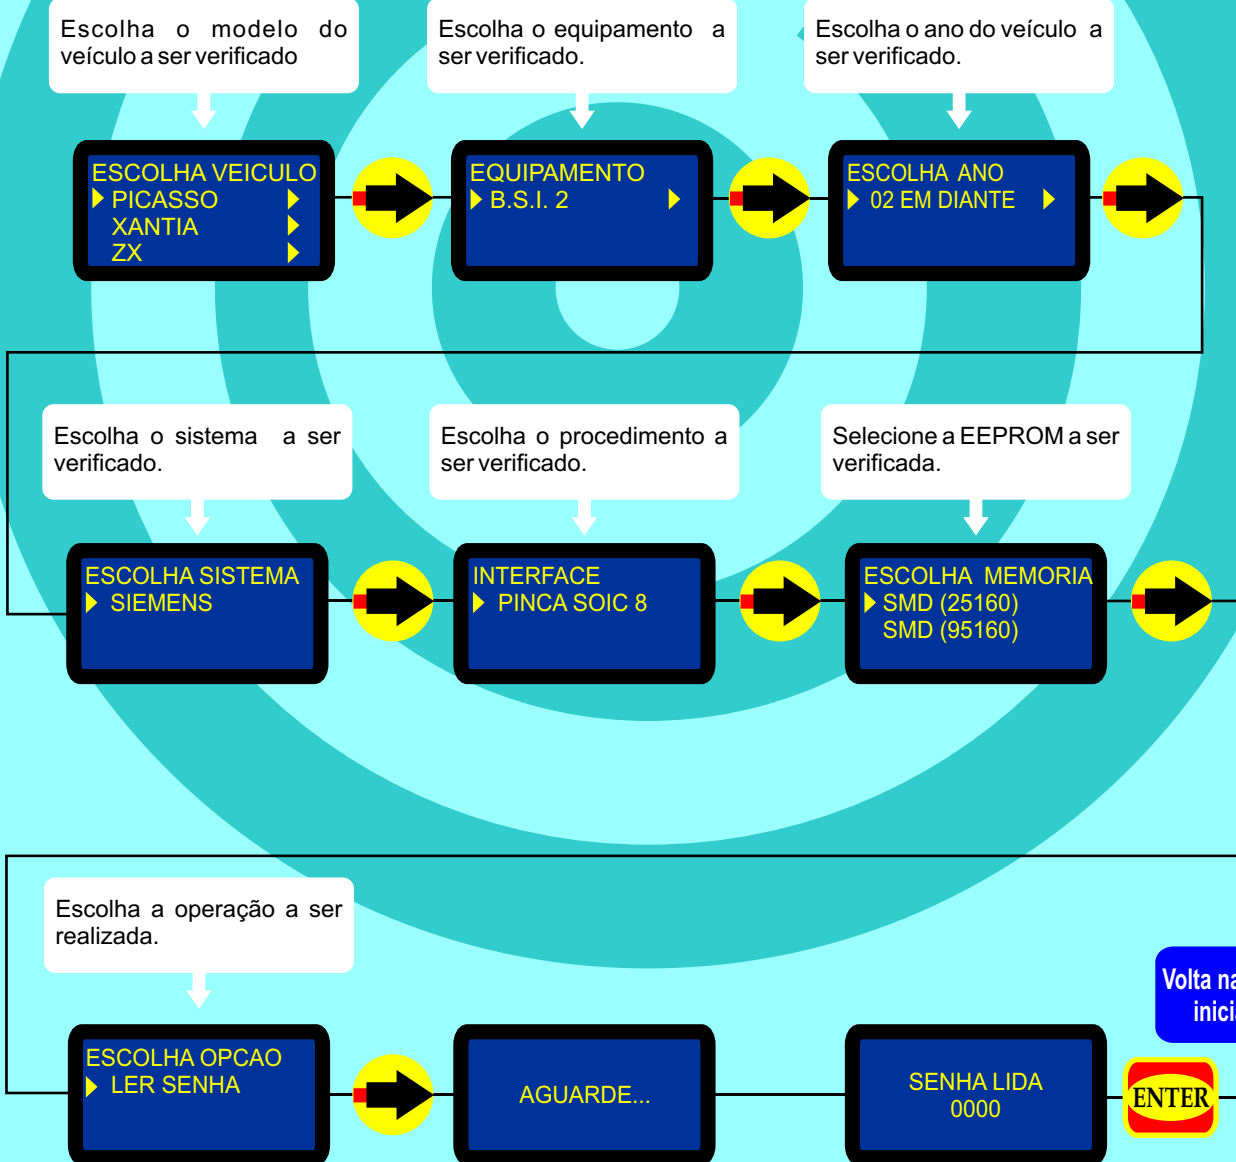 Escolha o modelo do
veículo a ser verificado
Escolha o equipamento a
ser verificado.
Escolha o ano do veículo a
ser verificado.
ESCOLHA VEICULO
PICASSO
XANTIA
ZX
EQUIPAMENTO
B.S.I. 2
ESCOLHA ANO
02 EM DIANTE
Escolha o sistema a ser
verificado.
Escolha o procedimento a
ser verificado.
Selecione a EEPROM a ser
verificada.
ESCOLHA SISTEMA
SIEMENS
INTERFACE
PINCA SOIC 8
ESCOLHA MEMORIA
SMD (25160)
SMD (95160)
Escolha a operação a ser
realizada.
Volta na
inicia
ESCOLHA OPCAO
LER SENHA
AGUARDE...
SENHA LIDA
0000
ENTER